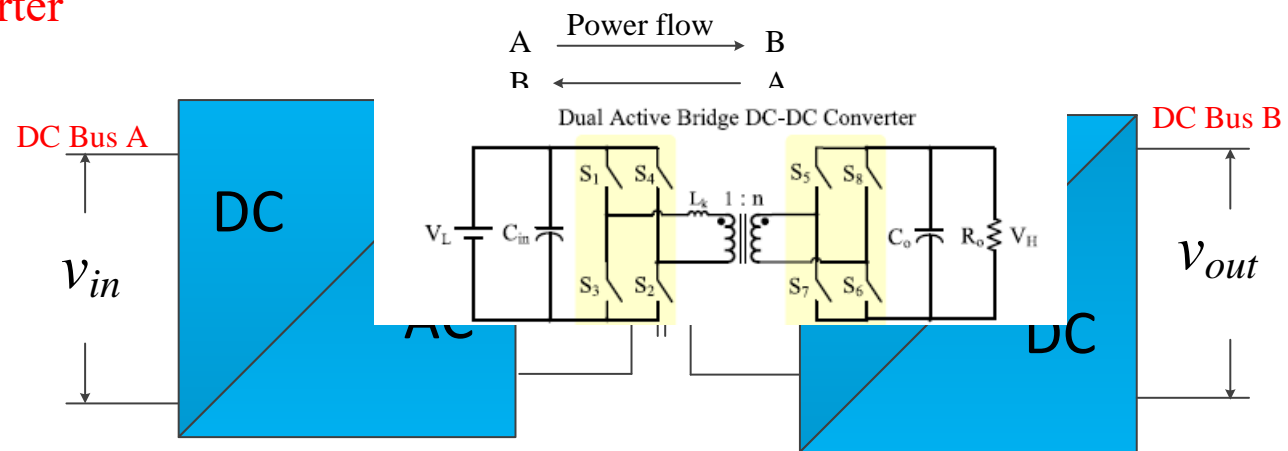 rter
A Power flow B
B A
Dual Active Bridge DC-DC Converter
DC Bus A
DC Bus B
S1 S4
S5 S8
Lk 1 : n
DC
VL
Cin
Co
Ro
VH
vin
vout
S3 S2
S7 S6
AC
DC